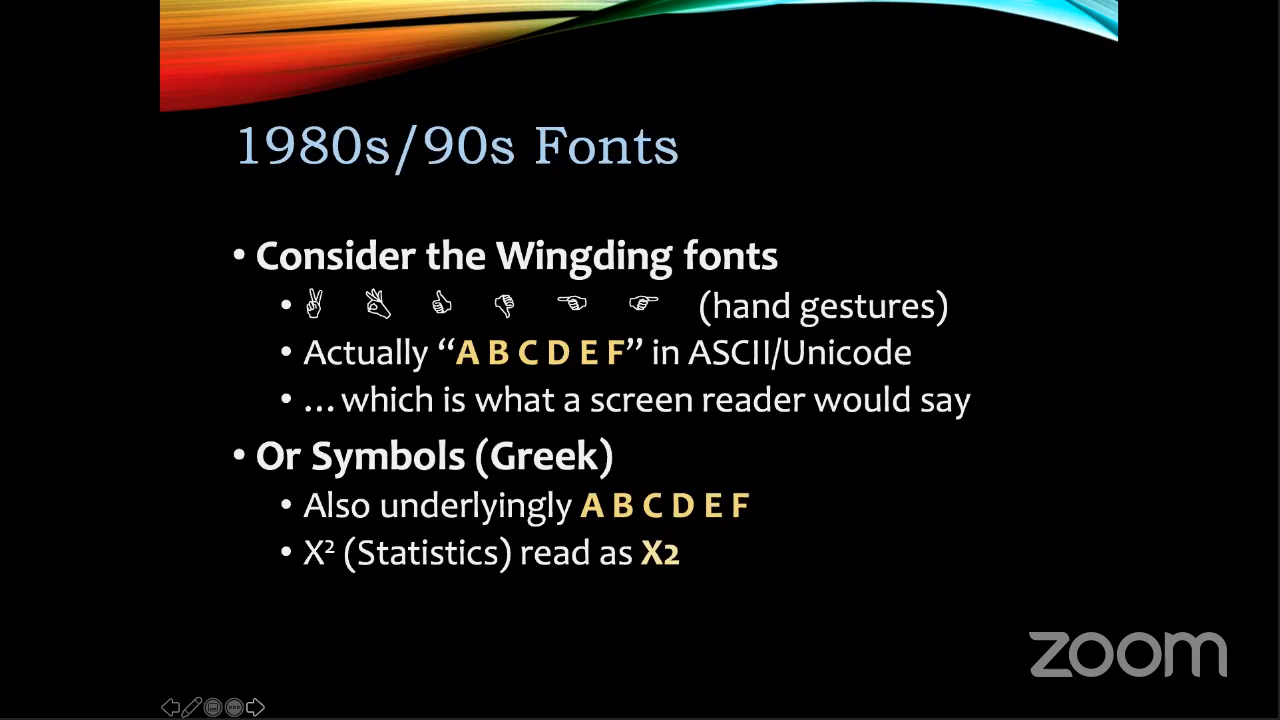 1980s/90s Fonts
• Consider the Wingding fonts
• ✌ 👌 👍 👎 ☜ ☞ (hand gestures)
• Actually “A B C D E F” in ASCII/Unicode
• …which is what a screen reader would say
• Or Symbols (Greek)
• Also underlyingly A B C D E F
• X² (Statistics) read as X2
zoom